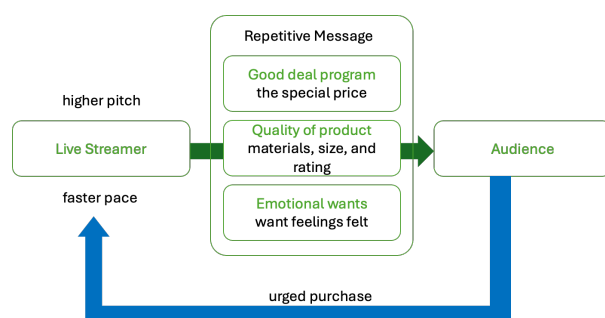 Repetitive Message
Good deal program
the special price
higher pitch
Live Streamer
Quality of product
materials, size, and
rating
Audience
faster pace
Emotional wants
want feelings felt
urged purchase